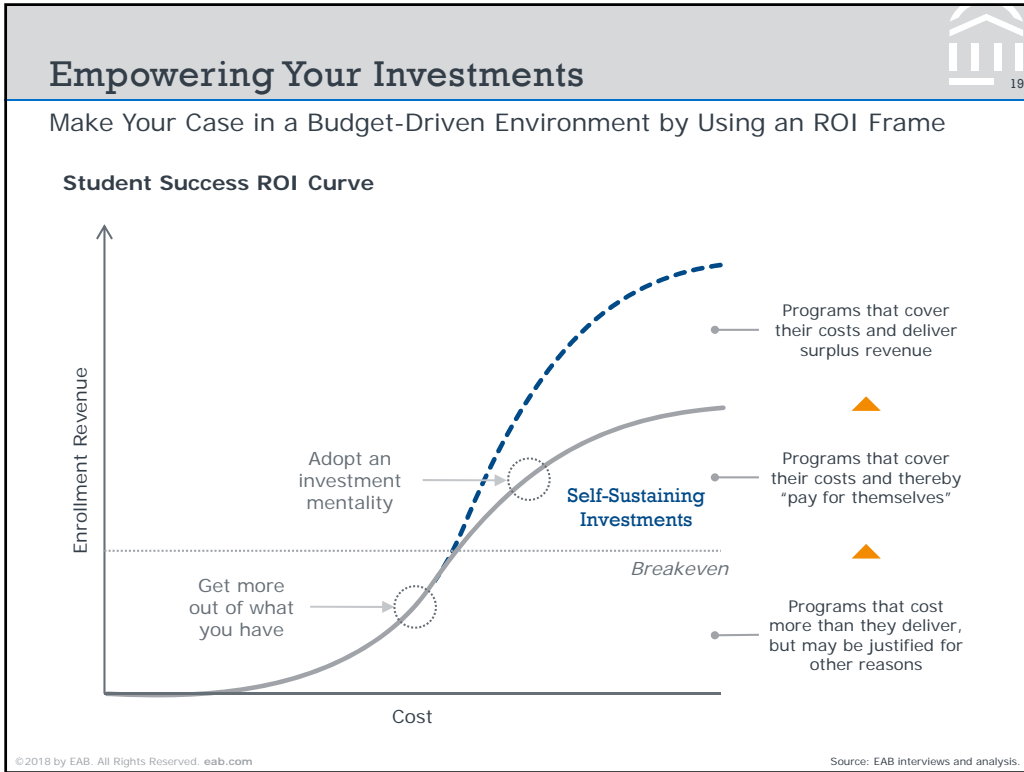 Empowering Your Investments
19
Make Your Case in a Budget-Driven Environment by Using an ROI Frame
Student Success ROI Curve
Enrollment Revenue
Adopt an
investment
mentality
Get more
out of what
you have
Self-Sustaining
Investments
Breakeven
Programs that cover
their costs and deliver
surplus revenue
Programs that cover
their costs and thereby
“pay for themselves”
Programs that cost
more than they deliver,
but may be justified for
other reasons
Cost
©2018 by EAB. All Rights Reserved. eab.com
Source: EAB interviews and analysis.